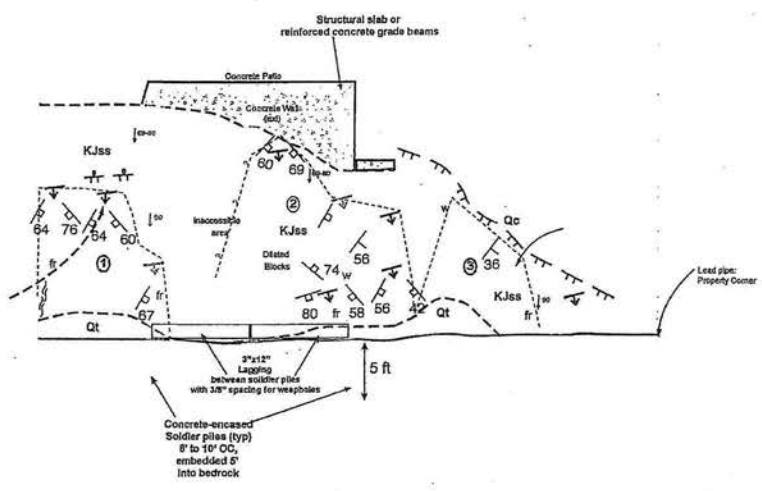 Structural slab or
reinforced concrete grade beams
Concrete Patio
Concrete Wall
(ext)
KJss
60
69
②
KJss
Inaccessible
area
Qc
w
64
76
64
60
50
①
fr
fr
67
Dilated
Blocks
74
w
56
③
36
KJss
90
fr
80
fr
58
56
42
Qt
Qt
Lead pipe:
Property Corner
3"x12"
Lagging
between soildier piles
with 3/8" spacing for weepholes
5 ft
Concrete-encased
Soldier piles (typ)
8' to 10' OC,
embedded 5'
into bedrock